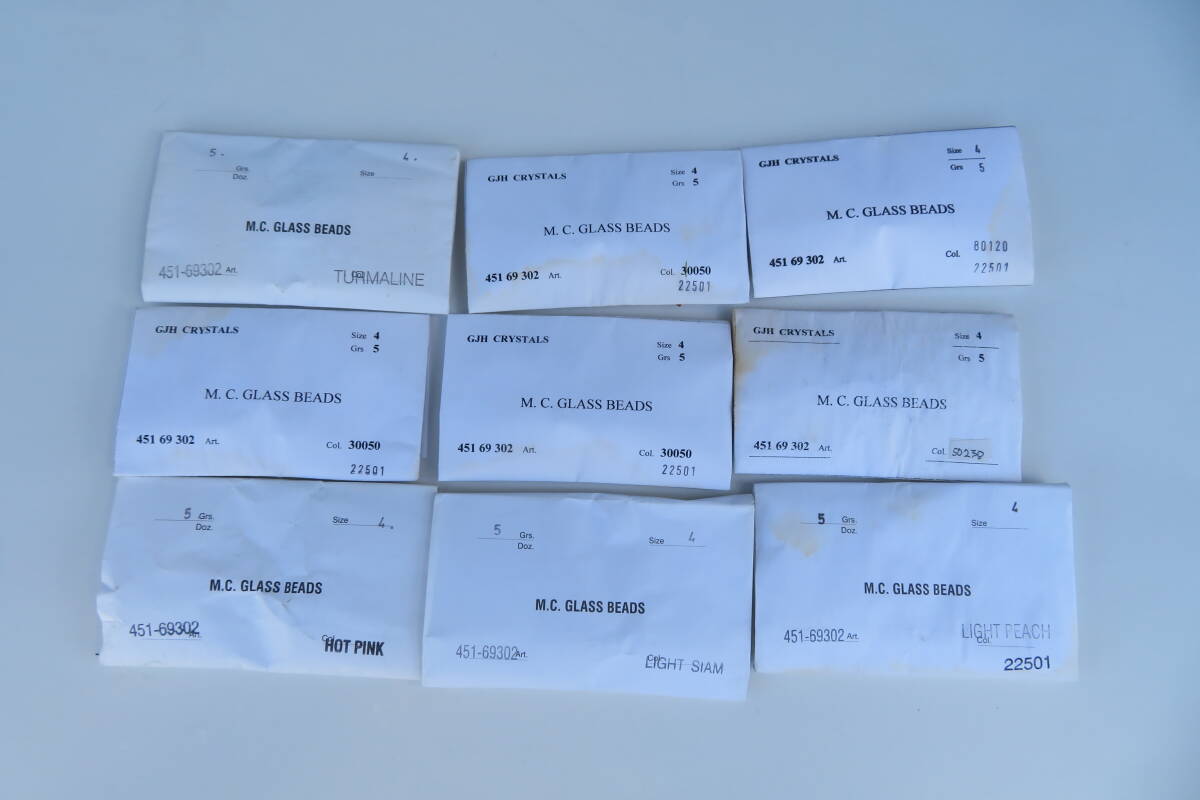 5. Grs.
Doz.
Size 4.
M.C. GLASS BEADS
451-69302 Art.
Col. TURMALINE
GJH CRYSTALS
Size 4
Grs 5
M. C. GLASS BEADS
451 69 302 Art.
Col. 30050
22501
GJH CRYSTALS
Size 4
Grs 5
M. C. GLASS BEADS
451 69 302 Art.
Col. 80120
22501
GJH CRYSTALS
Size 4
Grs 5
M. C. GLASS BEADS
451 69 302 Art.
Col. 30050
22501
GJH CRYSTALS
Size 4
Grs 5
M. C. GLASS BEADS
451 69 302 Art.
Col. 30050
22501
GJH CRYSTALS
Size 4
Grs 5
M. C. GLASS BEADS
451 69 302 Art.
Col. 50230
5 Grs.
Doz.
Size 4.
M.C. GLASS BEADS
451-69302 Art.
Col. HOT PINK
5 Grs.
Doz.
Size 4
M.C. GLASS BEADS
451-69302 Art.
Col. LIGHT SIAM
5 Grs.
Doz.
Size 4
M.C. GLASS BEADS
451-69302 Art.
LIGHT PEACH
Col.
22501